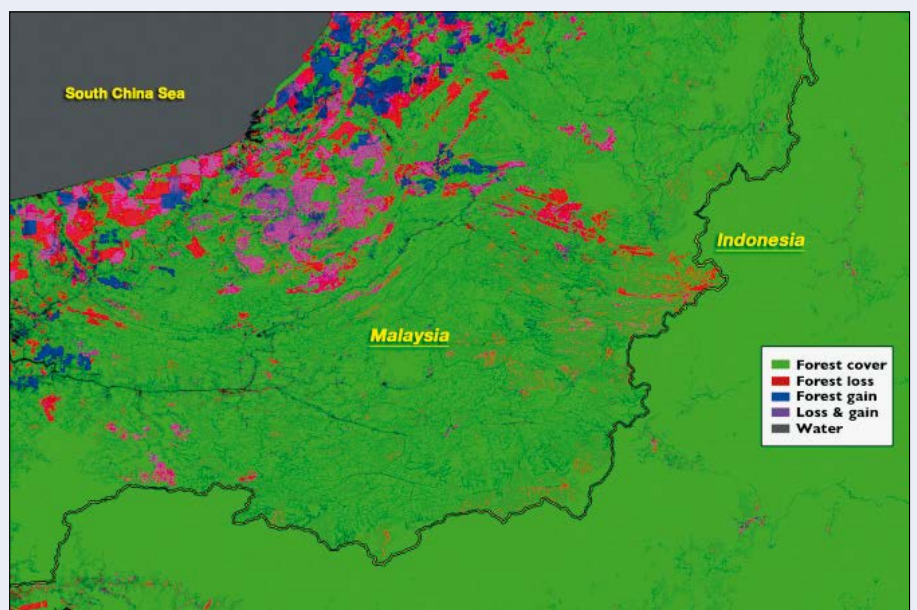 South China Sea
Indonesia
Malaysia
Forest cover
Forest loss
Forest gain
Loss & gain
Water